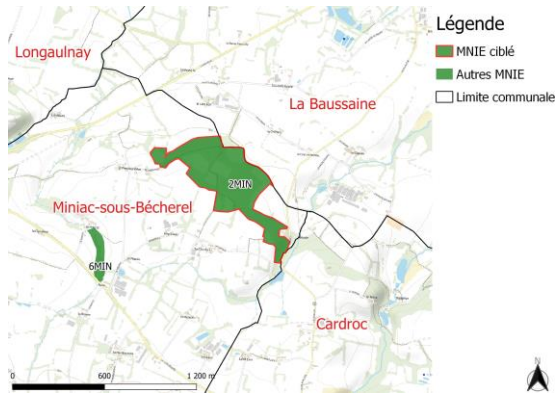 Légende
MNIE ciblé
Autres MNIE
Limite communale
Longaulnay
La Baussaine
2MIN
Miniac-sous-Bécherel
6MIN
Cardroc
0 600 1 200 m
N